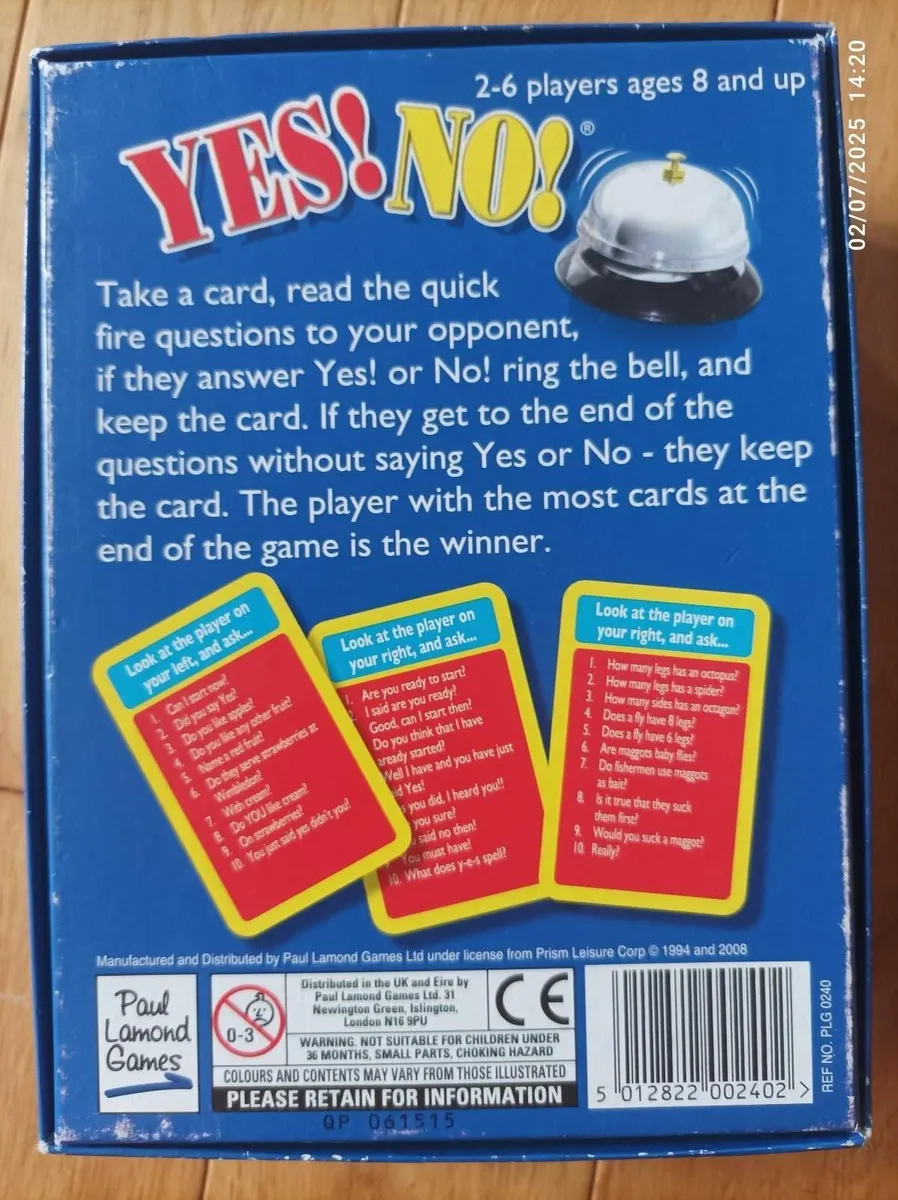 2-6 players ages 8 and up
YES! NO!®
Take a card, read the quick
fire questions to your opponent,
if they answer Yes! or No! ring the bell, and
keep the card. If they get to the end of the
questions without saying Yes or No - they keep
the card. The player with the most cards at the
end of the game is the winner.
Look at the player on
your left, and ask...
1. Can I start now?
2. Did you say Yes?
3. Do you like apples?
4. Do you like any other fruit?
5. Name a red fruit?
6. Do they serve strawberries at
Wimbledon?
7. With cream?
8. Do YOU like cream?
9. On strawberries?
10. You just said yes didn't you?
Look at the player on
your right, and ask...
1. Are you ready to start?
2. I said are you ready?
Good, can I start then?
Do you think that I have
aready started?
Well I have and you have just
id Yes!
s you did, I heard you!!
you sure?
said no then!
9. You must have!
10. What does y-e-s spell?
Look at the player on
your right, and ask...
1. How many legs has an octopus?
2. How many legs has a spider?
3. How many sides has an octagon?
4. Does a fly have 8 legs?
5. Does a fly have 6 legs?
6. Are maggots baby flies?
7. Do fishermen use maggots
as bait?
8. Is it true that they suck
them first?
9. Would you suck a maggot?
10. Really?
Manufactured and Distributed by Paul Lamond Games Ltd under license from Prism Leisure Corp © 1994 and 2008
Paul
Lamond
Games
0-3
Distributed in the UK and Eire by
Paul Lamond Games Ltd. 31
Newington Green, Islington,
London N16 9PU
CE
WARNING. NOT SUITABLE FOR CHILDREN UNDER
36 MONTHS, SMALL PARTS, CHOKING HAZARD
COLOURS AND CONTENTS MAY VARY FROM THOSE ILLUSTRATED
PLEASE RETAIN FOR INFORMATION
QP 061515
5 012822 002402 >
REF NO. PLG 0240
02/07/2025 14:20